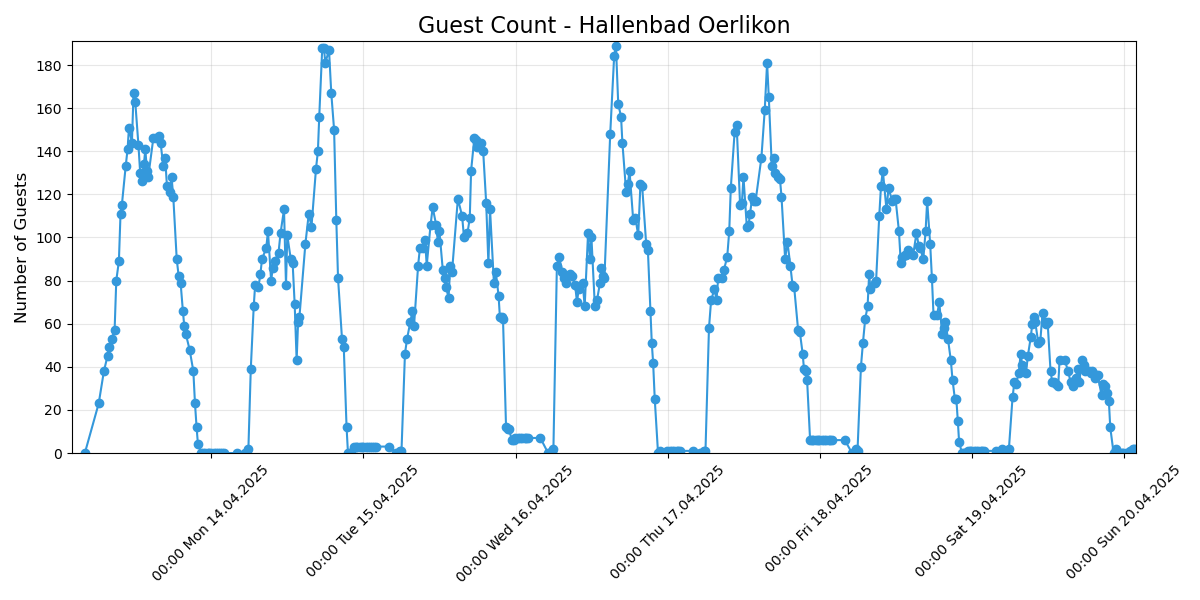 Guest Count - Hallenbad Oerlikon
Number of Guests
180
160
140
120
100
80
60
40
20
0
00:00 Mon 14.04.2025
00:00 Tue 15.04.2025
00:00 Wed 16.04.2025
00:00 Thu 17.04.2025
00:00 Fri 18.04.2025
00:00 Sat 19.04.2025
00:00 Sun 20.04.2025